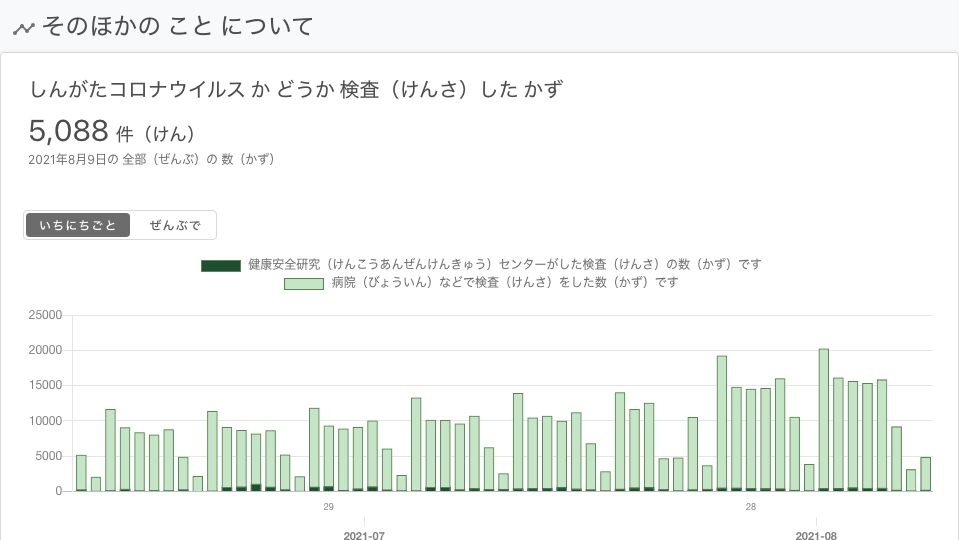 そのほかの こと について
しんがたコロナウイルス か どうか 検査（けんさ）した かず
5,088 件（けん）
2021年8月9日の 全部（ぜんぶ）の 数（かず）
いちにちごと ぜんぶで
健康安全研究（けんこうあんぜんけんきゅう）センターがした検査（けんさ）の数（かず）です
病院（びょういん）などで検査（けんさ）をした数（かず）です
25000
20000
15000
10000
5000
0
29 28
2021-07 2021-08